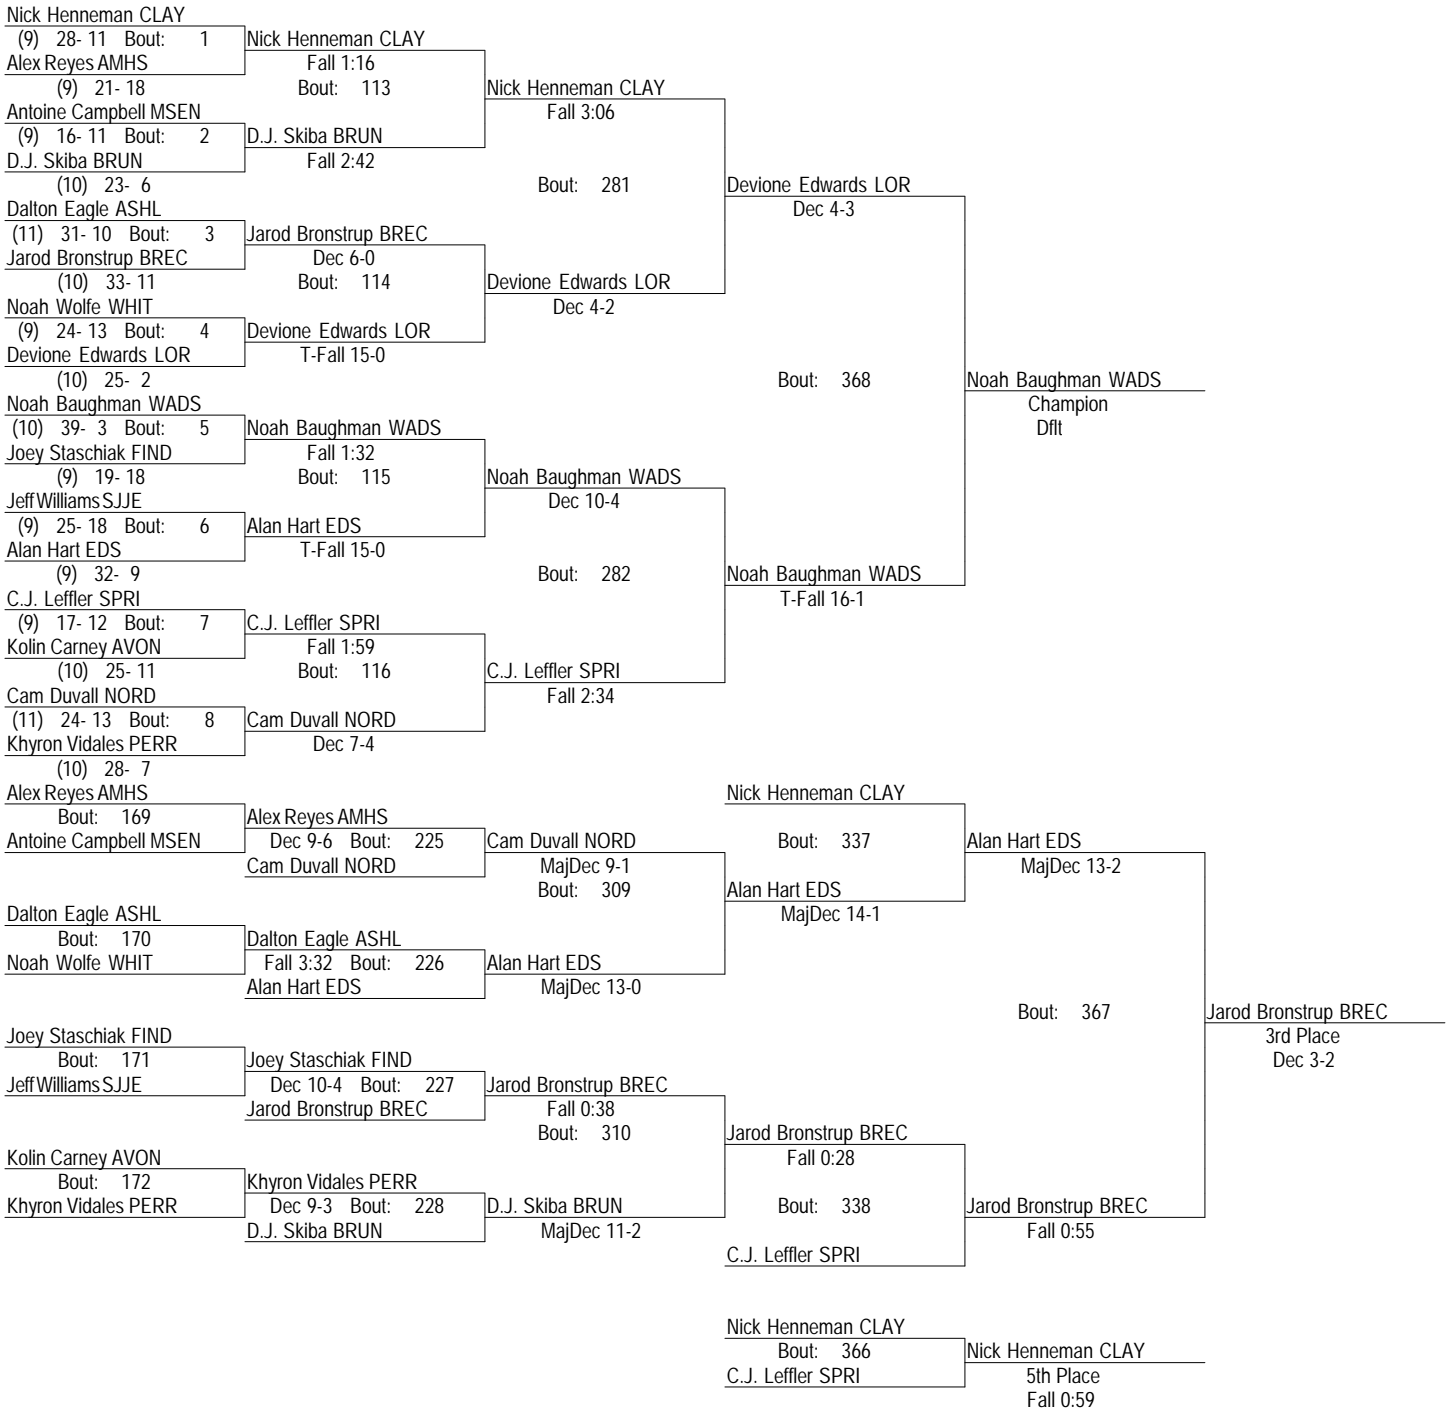 Nick Henneman CLAY
(9) 28- 11 Bout: 1 Nick Henneman CLAY
Alex Reyes AMHS Fall 1:16
(9) 21- 18 Bout: 113 Nick Henneman CLAY
Antoine Campbell MSEN Fall 3:06
(9) 16- 11 Bout: 2 D.J. Skiba BRUN
D.J. Skiba BRUN Fall 2:42
(10) 23- 6 Bout: 281 Devione Edwards LOR
Dalton Eagle ASHL Dec 4-3
(11) 31- 10 Bout: 3 Jarod Bronstrup BREC
Jarod Bronstrup BREC Dec 6-0
(10) 33- 11 Bout: 114 Devione Edwards LOR
Noah Wolfe WHIT Dec 4-2
(9) 24- 13 Bout: 4 Devione Edwards LOR
Devione Edwards LOR T-Fall 15-0
(10) 25- 2 Bout: 368 Noah Baughman WADS
Noah Baughman WADS Champion
(10) 39- 3 Bout: 5 Noah Baughman WADS Dflt
Joey Staschiak FIND Fall 1:32
(9) 19- 18 Bout: 115 Noah Baughman WADS
Jeff Williams SJJE Dec 10-4
(9) 25- 18 Bout: 6 Alan Hart EDS
Alan Hart EDS T-Fall 15-0
(9) 32- 9 Bout: 282 Noah Baughman WADS
C.J. Leffler SPRI T-Fall 16-1
(9) 17- 12 Bout: 7 C.J. Leffler SPRI
Kolin Carney AVON Fall 1:59
(10) 25- 11 Bout: 116 C.J. Leffler SPRI
Cam Duvall NORD Fall 2:34
(11) 24- 13 Bout: 8 Cam Duvall NORD
Khyron Vidales PERR Dec 7-4
(10) 28- 7
Alex Reyes AMHS Nick Henneman CLAY
Bout: 169 Alex Reyes AMHS
Antoine Campbell MSEN Dec 9-6 Bout: 225 Cam Duvall NORD Bout: 337 Alan Hart EDS
Cam Duvall NORD MajDec 9-1 MajDec 13-2
Bout: 309 Alan Hart EDS
Dalton Eagle ASHL MajDec 14-1
Bout: 170 Dalton Eagle ASHL
Noah Wolfe WHIT Fall 3:32 Bout: 226 Alan Hart EDS
Alan Hart EDS MajDec 13-0
Bout: 367 Jarod Bronstrup BREC
Joey Staschiak FIND 3rd Place
Bout: 171 Joey Staschiak FIND Dec 3-2
Jeff Williams SJJE Dec 10-4 Bout: 227 Jarod Bronstrup BREC
Jarod Bronstrup BREC Fall 0:38
Bout: 310 Jarod Bronstrup BREC
Kolin Carney AVON Fall 0:28
Bout: 172 Khyron Vidales PERR
Khyron Vidales PERR Dec 9-3 Bout: 228 D.J. Skiba BRUN Bout: 338 Jarod Bronstrup BREC
D.J. Skiba BRUN MajDec 11-2 Fall 0:55
C.J. Leffler SPRI
Nick Henneman CLAY
Bout: 366 Nick Henneman CLAY
C.J. Leffler SPRI 5th Place
Fall 0:59